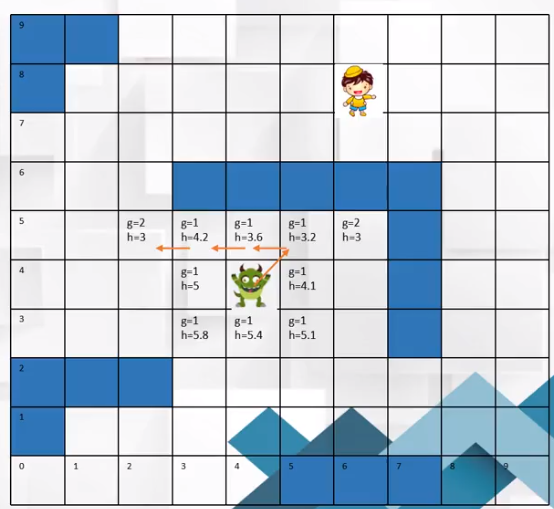 9
8
7
6
5
g=2
h=3
g=1
h=4.2
g=1
h=3.6
g=1
h=3.2
g=2
h=3
4
g=1
h=5
g=1
h=4.1
3
g=1
h=5.8
g=1
h=5.4
g=1
h=5.1
2
1
0
1
2
3
4
5
6
7
8
9